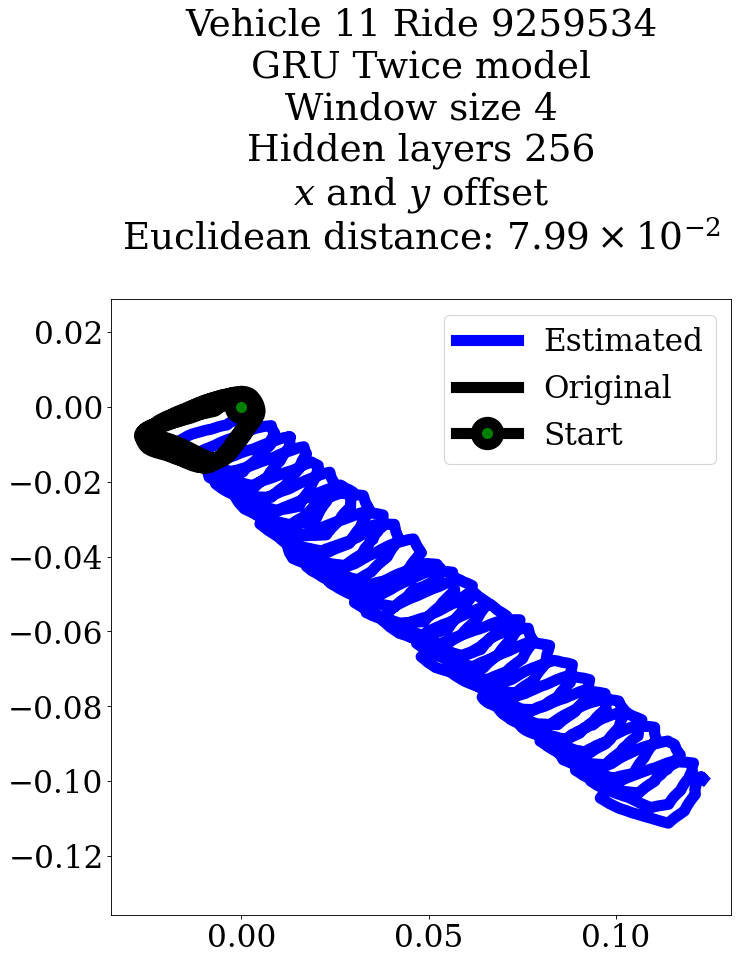 Vehicle 11 Ride 9259534
GRU Twice model
Window size 4
Hidden layers 256
x and y offset
Euclidean distance: 7.99 × 10⁻²
Estimated
Original
Start
0.02
0.00
−0.02
−0.04
−0.06
−0.08
−0.10
−0.12
0.00 0.05 0.10